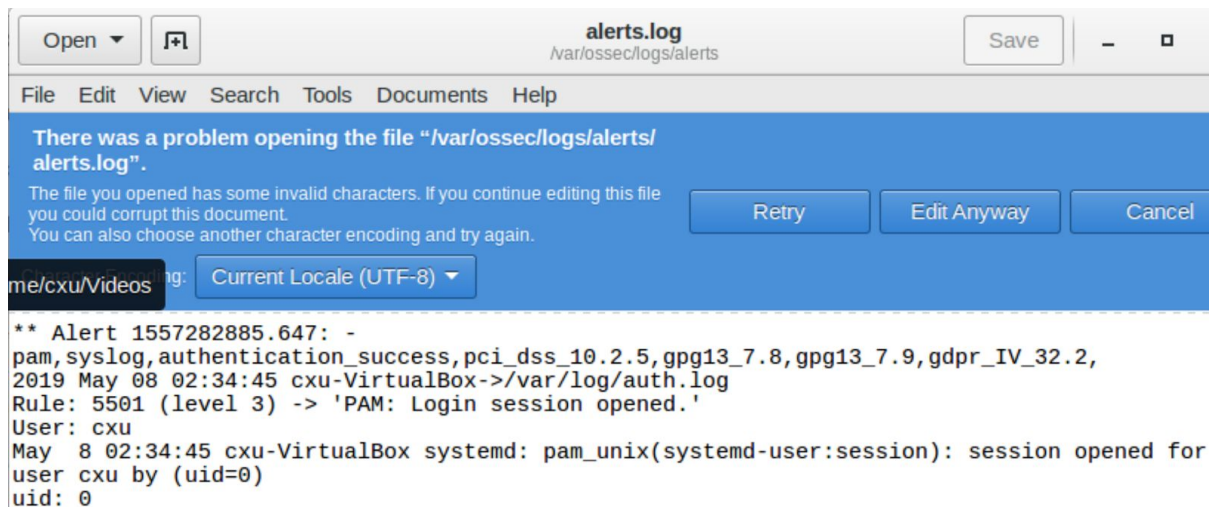 Open
alerts.log
/var/ossec/logs/alerts
Save
File Edit View Search Tools Documents Help
There was a problem opening the file “/var/ossec/logs/alerts/
alerts.log”.
The file you opened has some invalid characters. If you continue editing this file
you could corrupt this document.
You can also choose another character encoding and try again.
Retry
Edit Anyway
Cancel
me/cxu/Videos
ng:
Current Locale (UTF-8)
** Alert 1557282885.647: -
pam,syslog,authentication_success,pci_dss_10.2.5,gpg13_7.8,gpg13_7.9,gdpr_IV_32.2,
2019 May 08 02:34:45 cxu-VirtualBox->/var/log/auth.log
Rule: 5501 (level 3) -> 'PAM: Login session opened.'
User: cxu
May  8 02:34:45 cxu-VirtualBox systemd: pam_unix(systemd-user:session): session opened for
user cxu by (uid=0)
uid: 0